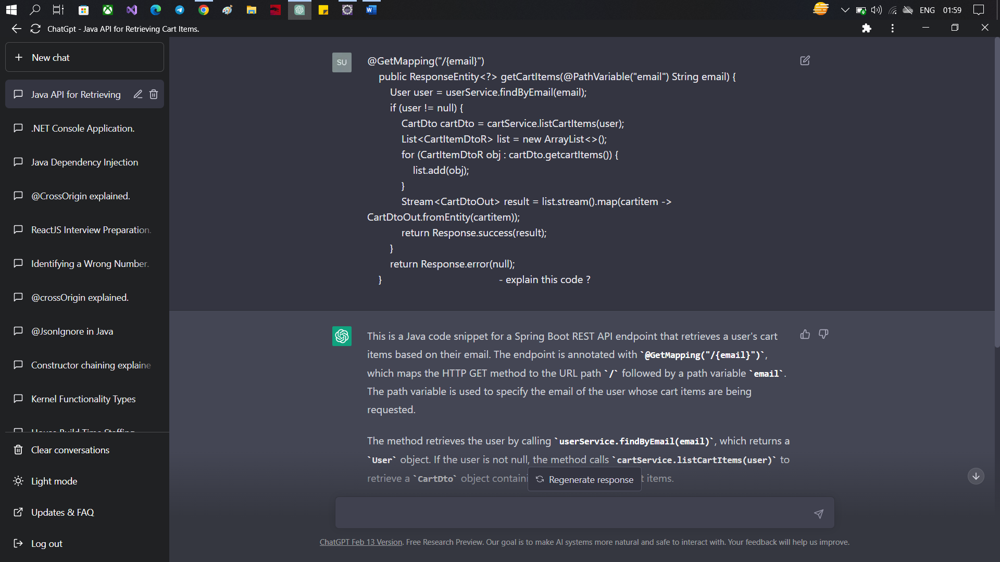 ENG 01:59
ChatGpt - Java API for Retrieving Cart Items.
New chat
Java API for Retrieving
.NET Console Application.
Java Dependency Injection
@CrossOrigin explained.
ReactJS Interview Preparation.
Identifying a Wrong Number.
@crossOrigin explained.
@JsonIgnore in Java
Constructor chaining explaine
Kernel Functionality Types
Clear conversations
Light mode
Updates & FAQ
Log out
SU
@GetMapping("/{email}")
public ResponseEntity<?> getCartItems(@PathVariable("email") String email) {
User user = userService.findByEmail(email);
if (user != null) {
CartDto cartDto = cartService.listCartItems(user);
List<CartItemDtoR> list = new ArrayList<>();
for (CartItemDtoR obj : cartDto.getcartItems()) {
list.add(obj);
}
Stream<CartDtoOut> result = list.stream().map(cartitem ->
CartDtoOut.fromEntity(cartitem));
return Response.success(result);
}
return Response.error(null);
} - explain this code ?
This is a Java code snippet for a Spring Boot REST API endpoint that retrieves a user's cart
items based on their email. The endpoint is annotated with `@GetMapping("/{email}")`,
which maps the HTTP GET method to the URL path `/` followed by a path variable `email`.
The path variable is used to specify the email of the user whose cart items are being
requested.
The method retrieves the user by calling `userService.findByEmail(email)`, which returns a
`User` object. If the user is not null, the method calls `cartService.listCartItems(user)` to
retrieve a `CartDto` object containi t items.
Regenerate response
ChatGPT Feb 13 Version. Free Research Preview. Our goal is to make AI systems more natural and safe to interact with. Your feedback will help us improve.